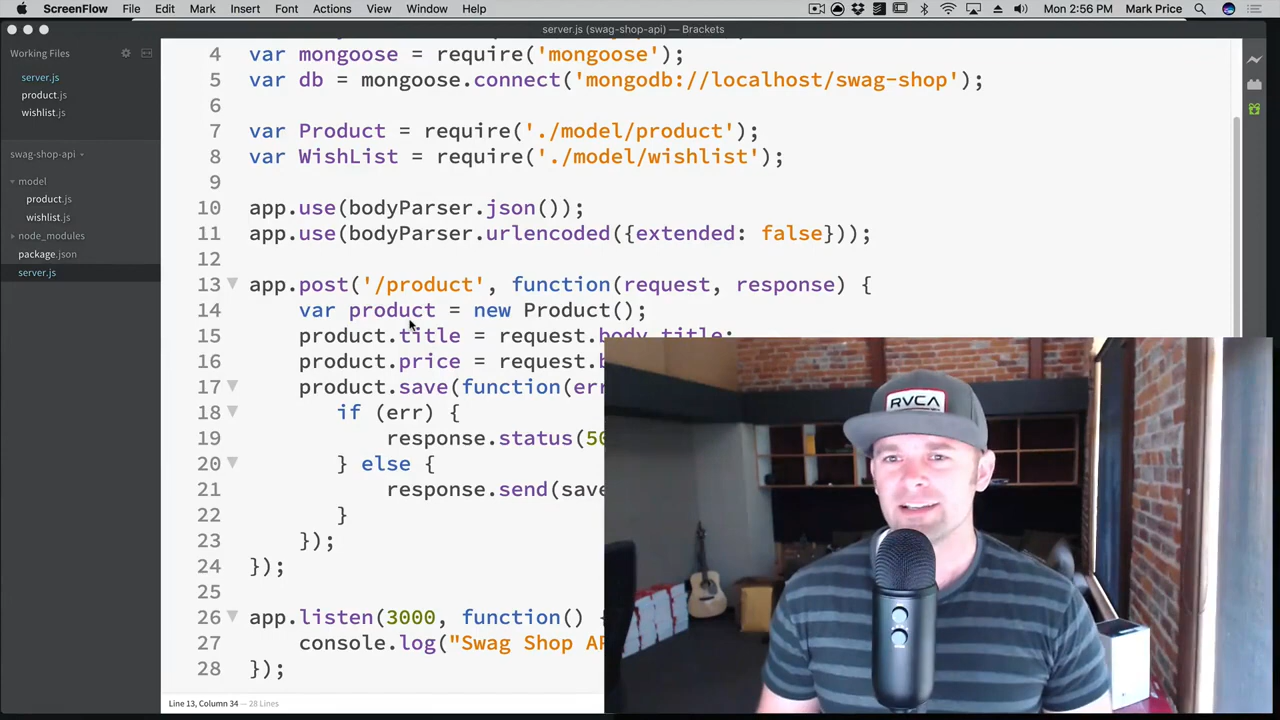 ScreenFlow File Edit Mark Insert Font Actions View Window Help Mon 2:56 PM Mark Price
server.js (swag-shop-api) — Brackets
Working Files
server.js
product.js
wishlist.js
swag-shop-api
model
product.js
wishlist.js
node_modules
package.json
server.js
4 var mongoose = require('mongoose');
5 var db = mongoose.connect('mongodb://localhost/swag-shop');
6
7 var Product = require('./model/product');
8 var WishList = require('./model/wishlist');
9
10 app.use(bodyParser.json());
11 app.use(bodyParser.urlencoded({extended: false}));
12
13 app.post('/product', function(request, response) {
14 var product = new Product();
15 product.title = request.body.title;
16 product.price = request.b
17 product.save(function(err
18 if (err) {
19 response.status(50
20 } else {
21 response.send(save
22 }
23 });
24 });
25
26 app.listen(3000, function() {
27 console.log("Swag Shop AP
28 });
Line 13, Column 34 — 28 Lines
RVCA